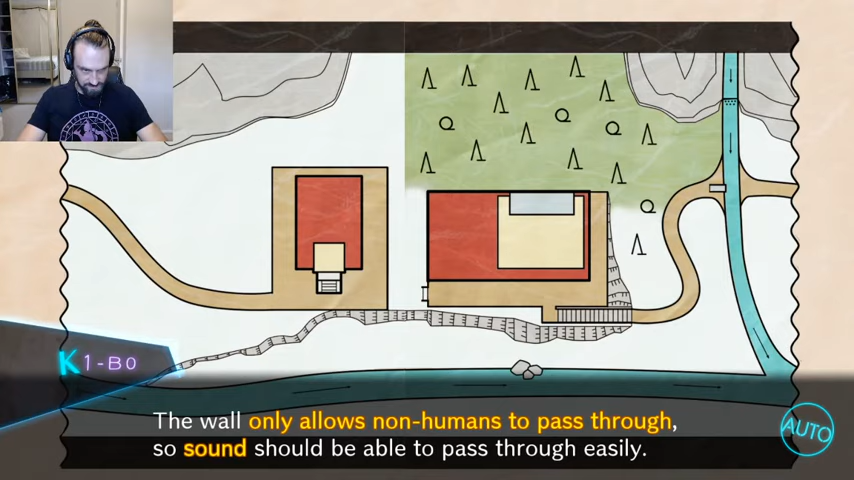 K1-B0
The wall only allows non-humans to pass through,
so sound should be able to pass through easily.
AUTO